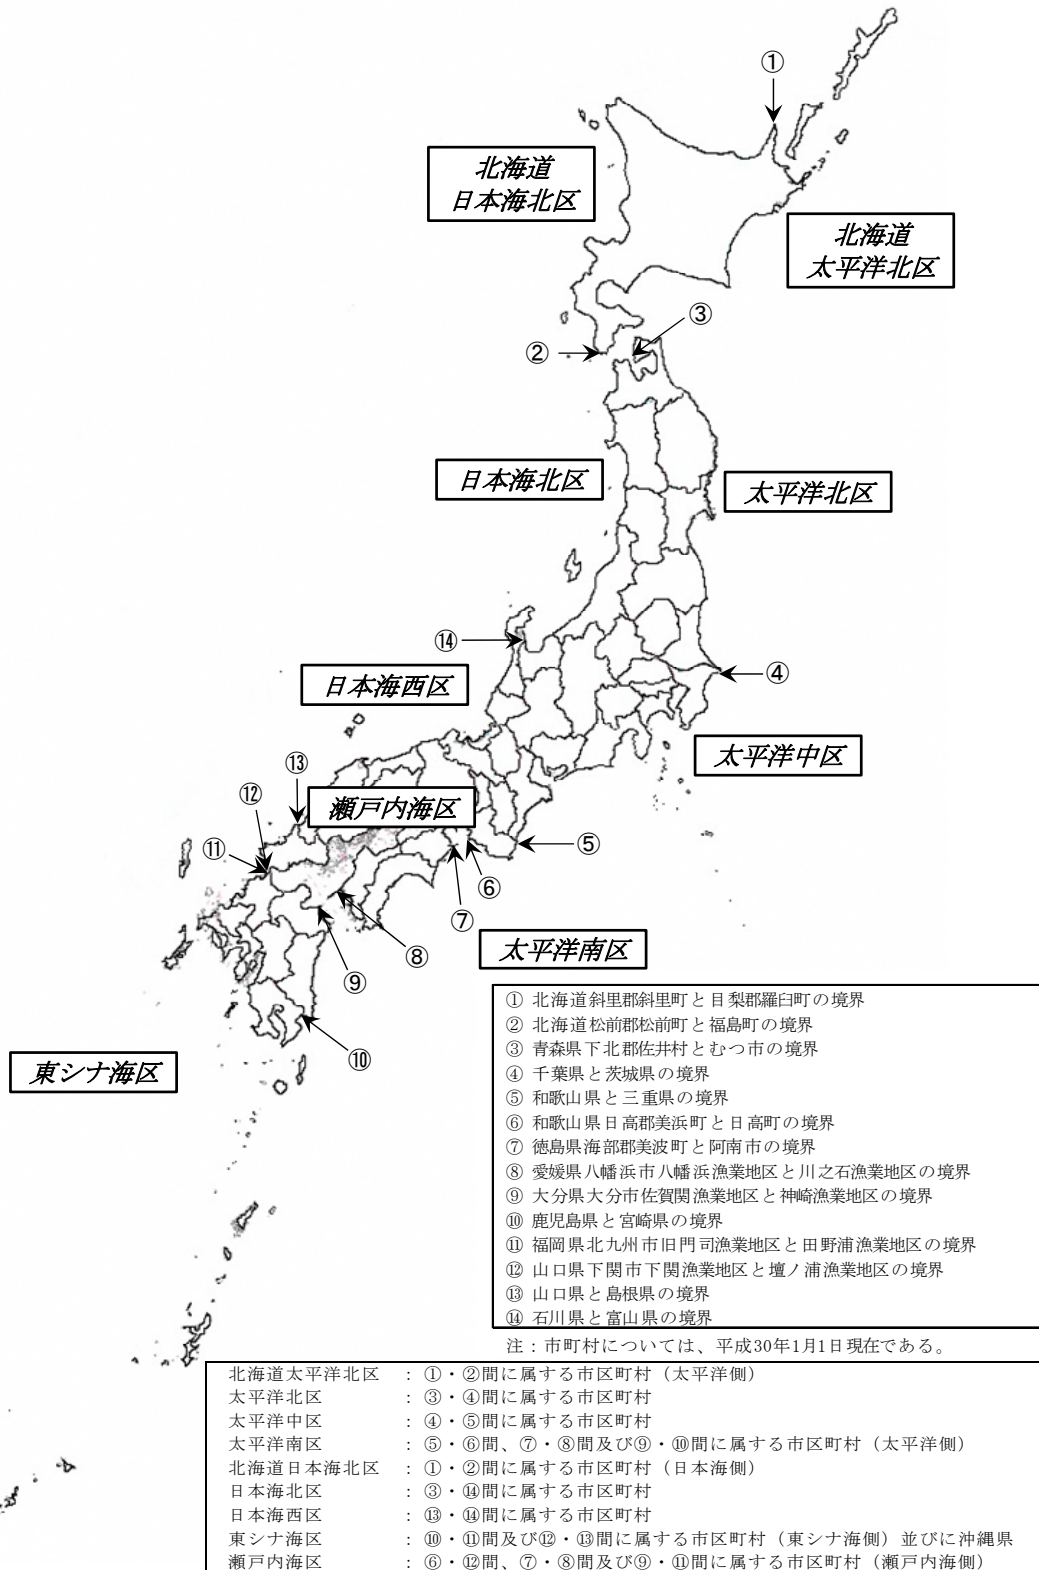 ①
北海道
日本海北区
北海道
太平洋北区
③
②
日本海北区
太平洋北区
⑭
④
日本海西区
太平洋中区
⑬
⑫
瀬戸内海区
⑪
⑤
⑥
⑦
太平洋南区
⑧
⑨
⑩
東シナ海区
① 北海道斜里郡斜里町と目梨郡羅臼町の境界
② 北海道松前郡松前町と福島町の境界
③ 青森県下北郡佐井村とむつ市の境界
④ 千葉県と茨城県の境界
⑤ 和歌山県と三重県の境界
⑥ 和歌山県日高郡美浜町と日高町の境界
⑦ 徳島県海部郡美波町と阿南市の境界
⑧ 愛媛県八幡浜市八幡浜漁業地区と川之石漁業地区の境界
⑨ 大分県大分市佐賀関漁業地区と神崎漁業地区の境界
⑩ 鹿児島県と宮崎県の境界
⑪ 福岡県北九州市旧門司漁業地区と田野浦漁業地区の境界
⑫ 山口県下関市下関漁業地区と壇ノ浦漁業地区の境界
⑬ 山口県と島根県の境界
⑭ 石川県と富山県の境界
注：市町村については、平成30年1月1日現在である。
北海道太平洋北区 ：①・②間に属する市区町村（太平洋側）
太平洋北区 ：③・④間に属する市区町村
太平洋中区 ：④・⑤間に属する市区町村
太平洋南区 ：⑤・⑥間、⑦・⑧間及び⑨・⑩間に属する市区町村（太平洋側）
北海道日本海北区 ：①・②間に属する市区町村（日本海側）
日本海北区 ：③・⑭間に属する市区町村
日本海西区 ：⑬・⑭間に属する市区町村
東シナ海区 ：⑩・⑪間及び⑫・⑬間に属する市区町村（東シナ海側）並びに沖縄県
瀬戸内海区 ：⑥・⑫間、⑦・⑧間及び⑨・⑪間に属する市区町村（瀬戸内海側）